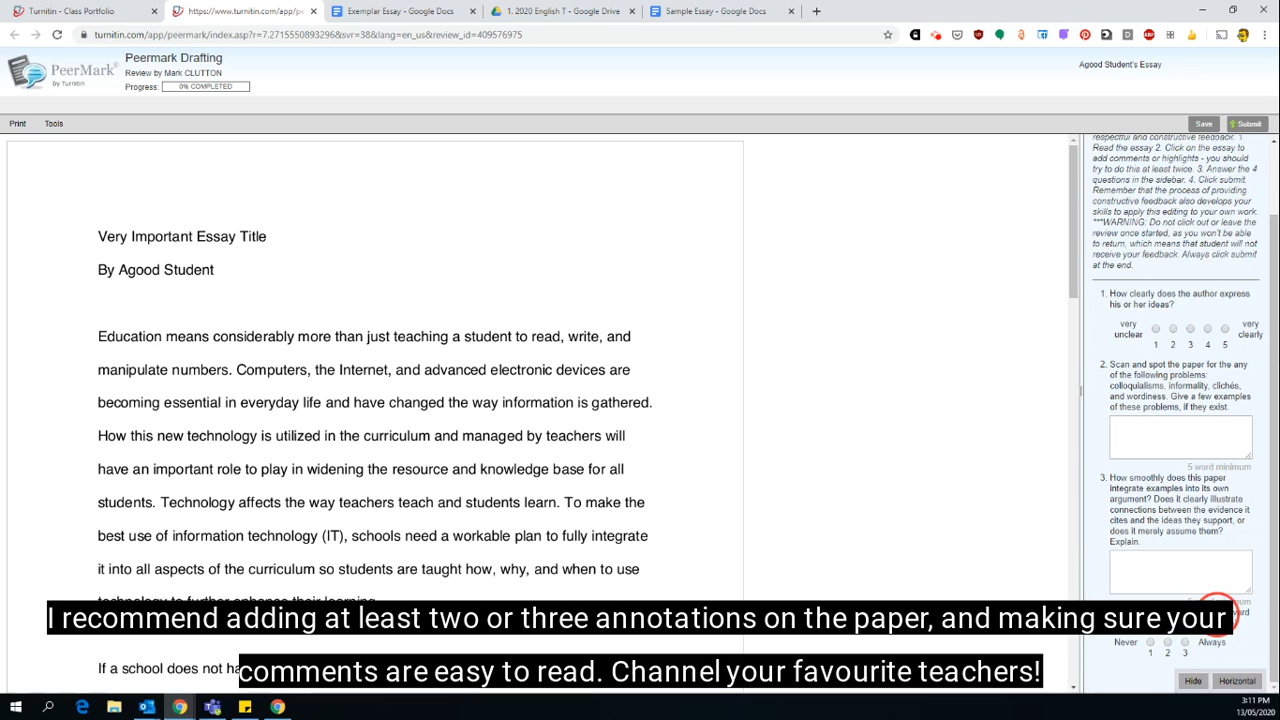 Turnitin - Class Portfolio
https://www.turnitin.com/app/pe
Exemplar Essay - Google Docs
1. 2020 English T - Google Drive
Sample Essay - Google Docs
turnitin.com/app/peermark/index.asp?r=7.2715550893296&svr=38&lang=en_us&review_id=409576975
PeerMark
by Turnitin
Peermark Drafting
Review by Mark CLUTTON
Progress: 0% COMPLETED
Agood Student's Essay
Print Tools
Save Submit
Very Important Essay Title
By Agood Student
Education means considerably more than just teaching a student to read, write, and
manipulate numbers. Computers, the Internet, and advanced electronic devices are
becoming essential in everyday life and have changed the way information is gathered.
How this new technology is utilized in the curriculum and managed by teachers will
have an important role to play in widening the resource and knowledge base for all
students. Technology affects the way teachers teach and students learn. To make the
best use of information technology (IT), schools need a workable plan to fully integrate
it into all aspects of the curriculum so students are taught how, why, and when to use
technology to further enhance their learning.
If a school does not ha
respectful and constructive feedback. 1.
Read the essay 2. Click on the essay to
add comments or highlights - you should
try to do this at least twice. 3. Answer the 4
questions in the sidebar. 4. Click submit.
Remember that the process of providing
constructive feedback also develops your
skills to apply this editing to your own work.
***WARNING: Do not click out or leave the
review once started, as you won't be able
to return, which means that student will not
receive your feedback. Always click submit
at the end.
1. How clearly does the author express
his or her ideas?
very unclear 1 2 3 4 5 very clearly
2. Scan and spot the paper for the any
of the following problems:
colloquialisms, informality, clichés,
and wordiness. Give a few examples
of these problems, if they exist.
5 word minimum
3. How smoothly does this paper
integrate examples into its own
argument? Does it clearly illustrate
connections between the evidence it
cites and the ideas they support, or
does it merely assume them?
Explain.
Never 1 2 3 Always
Hide Horizontal
I recommend adding at least two or three annotations on the paper, and making sure your
comments are easy to read. Channel your favourite teachers!
3:11 PM
13/05/2020